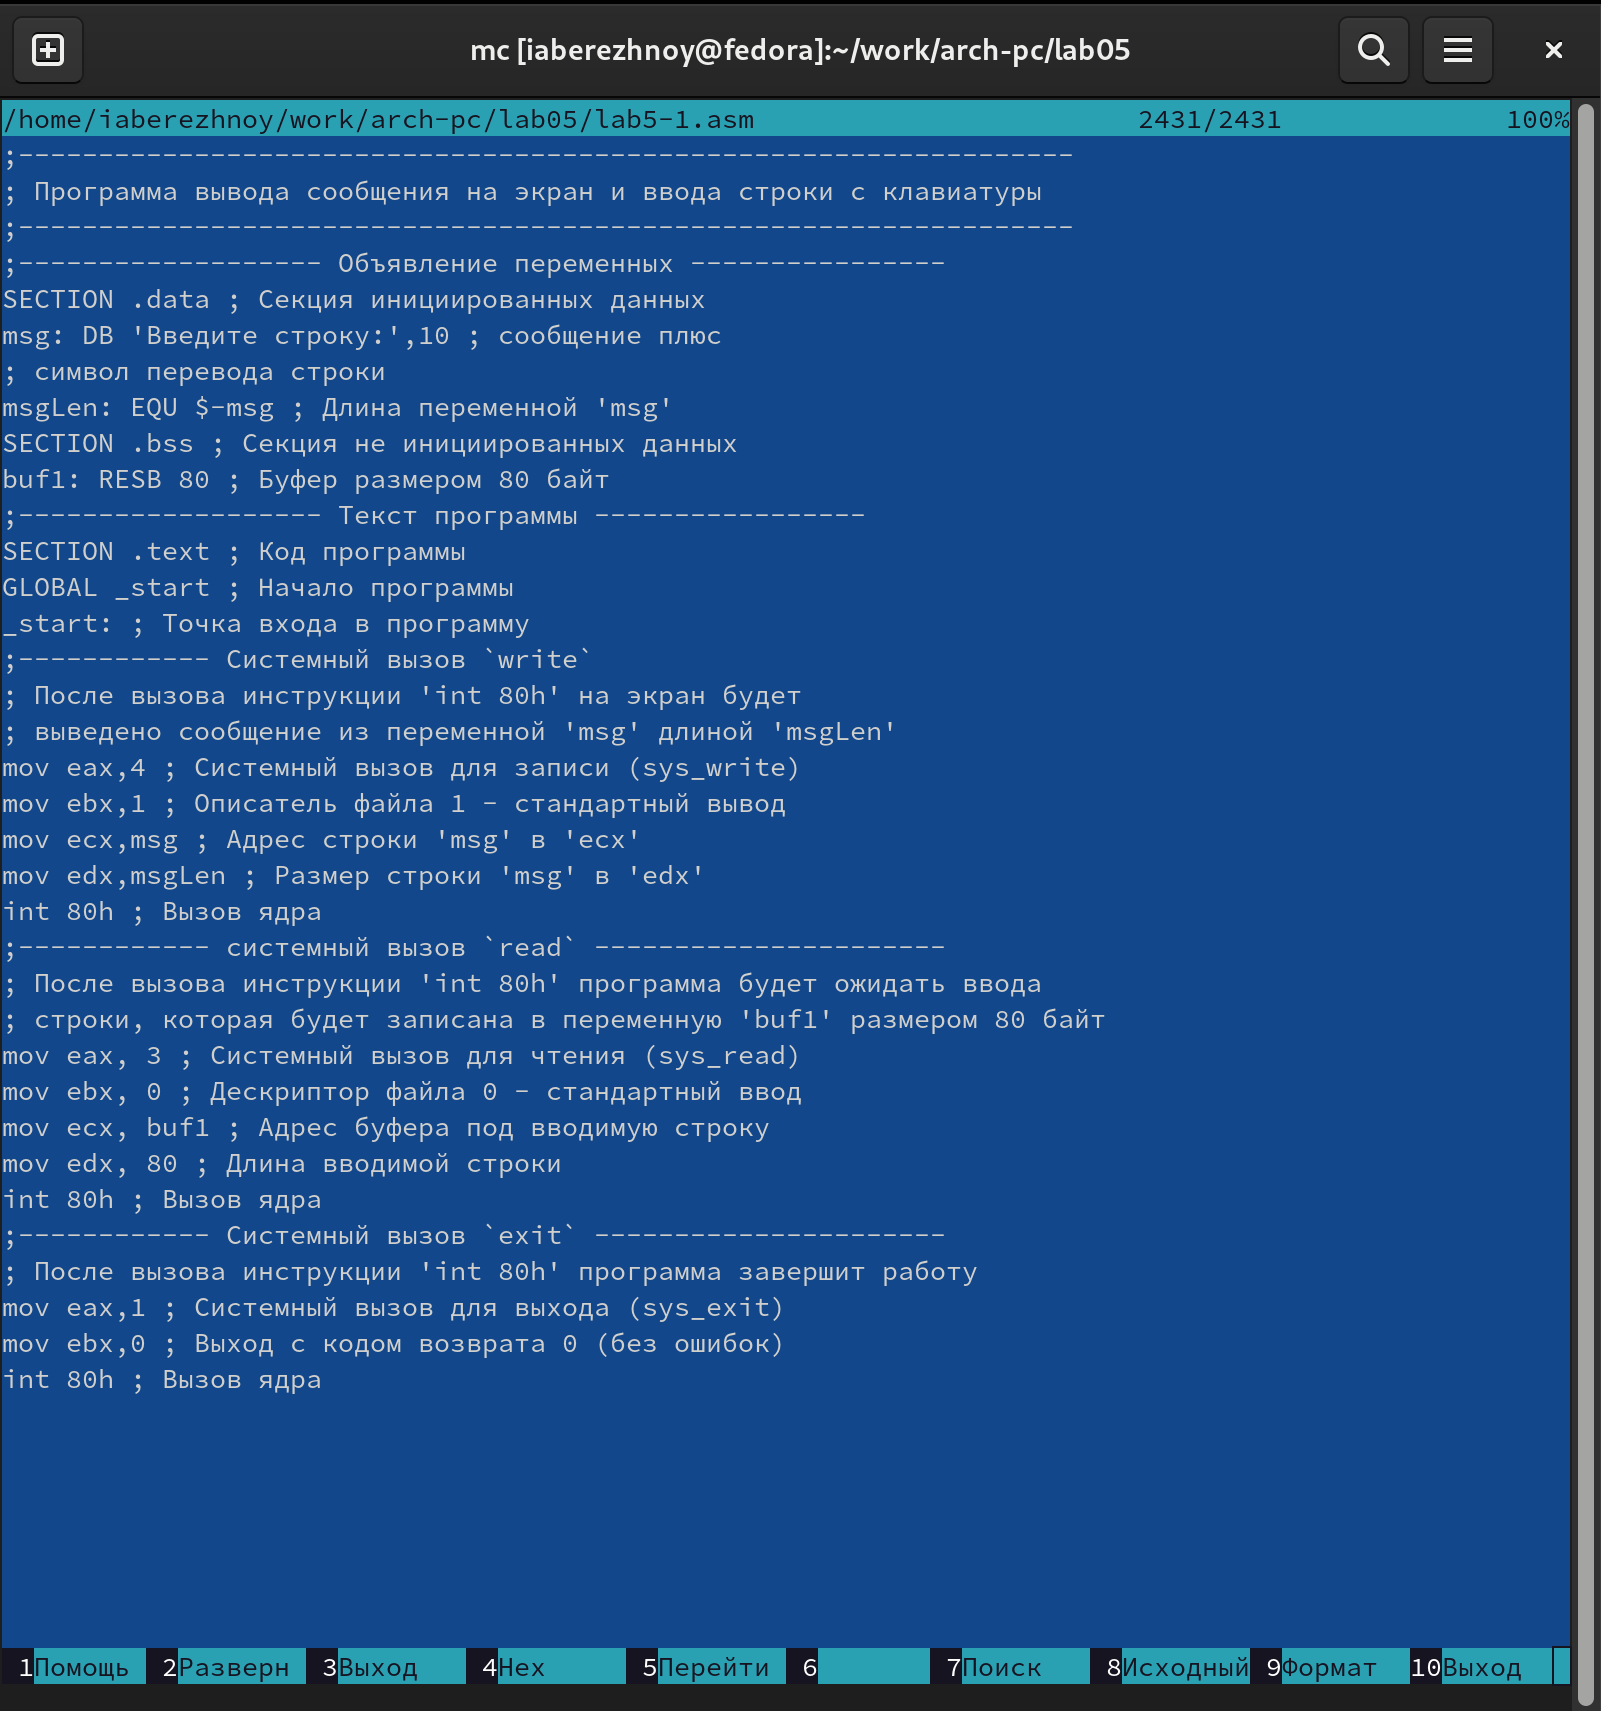 mc [iaberezhnoy@fedora]:~/work/arch-pc/lab05
/home/iaberezhnoy/work/arch-pc/lab05/lab5-1.asm 2431/2431 100%
;------------------------------------------------------------------
; Программа вывода сообщения на экран и ввода строки с клавиатуры
;------------------------------------------------------------------
;------------------- Объявление переменных ----------------
SECTION .data ; Секция инициированных данных
msg: DB 'Введите строку:',10 ; сообщение плюс
; символ перевода строки
msgLen: EQU $-msg ; Длина переменной 'msg'
SECTION .bss ; Секция не инициированных данных
buf1: RESB 80 ; Буфер размером 80 байт
;------------------- Текст программы -----------------
SECTION .text ; Код программы
GLOBAL _start ; Начало программы
_start: ; Точка входа в программу
;------------ Системный вызов `write`
; После вызова инструкции 'int 80h' на экран будет
; выведено сообщение из переменной 'msg' длиной 'msgLen'
mov eax,4 ; Системный вызов для записи (sys_write)
mov ebx,1 ; Описатель файла 1 - стандартный вывод
mov ecx,msg ; Адрес строки 'msg' в 'ecx'
mov edx,msgLen ; Размер строки 'msg' в 'edx'
int 80h ; Вызов ядра
;------------ системный вызов `read` ----------------------
; После вызова инструкции 'int 80h' программа будет ожидать ввода
; строки, которая будет записана в переменную 'buf1' размером 80 байт
mov eax, 3 ; Системный вызов для чтения (sys_read)
mov ebx, 0 ; Дескриптор файла 0 - стандартный ввод
mov ecx, buf1 ; Адрес буфера под вводимую строку
mov edx, 80 ; Длина вводимой строки
int 80h ; Вызов ядра
;------------ Системный вызов `exit` ----------------------
; После вызова инструкции 'int 80h' программа завершит работу
mov eax,1 ; Системный вызов для выхода (sys_exit)
mov ebx,0 ; Выход с кодом возврата 0 (без ошибок)
int 80h ; Вызов ядра
1Помощь 2Разверн 3Выход 4Hex 5Перейти 6 7Поиск 8Исходный 9Формат 10Выход